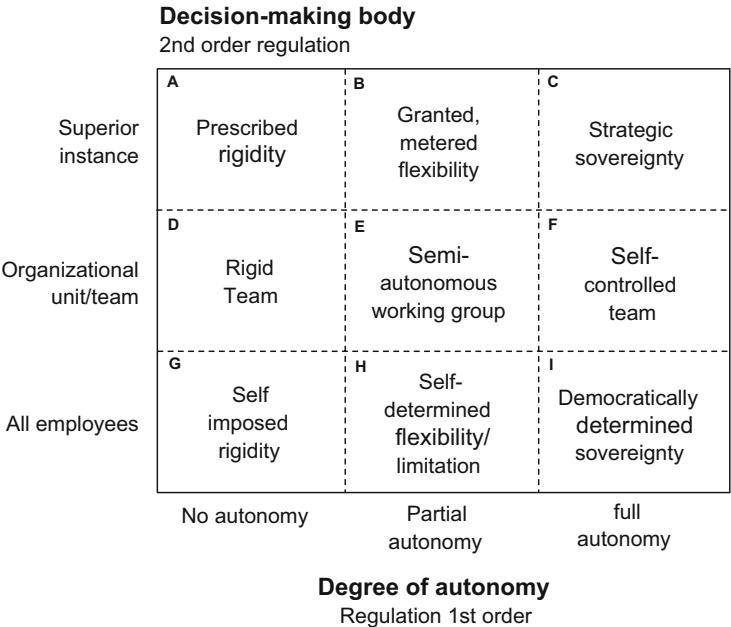 Decision-making body
2nd order regulation
Superior
instance
A
Prescribed
rigidity
B
Granted,
metered
flexibility
C
Strategic
sovereignty
Organizational
unit/team
D
Rigid
Team
E
Semi-
autonomous
working group
F
Self-
controlled
team
All employees
G
Self
imposed
rigidity
H
Self-
determined
flexibility/
limitation
I
Democratically
determined
sovereignty
No autonomy
Partial
autonomy
full
autonomy
Degree of autonomy
Regulation 1st order